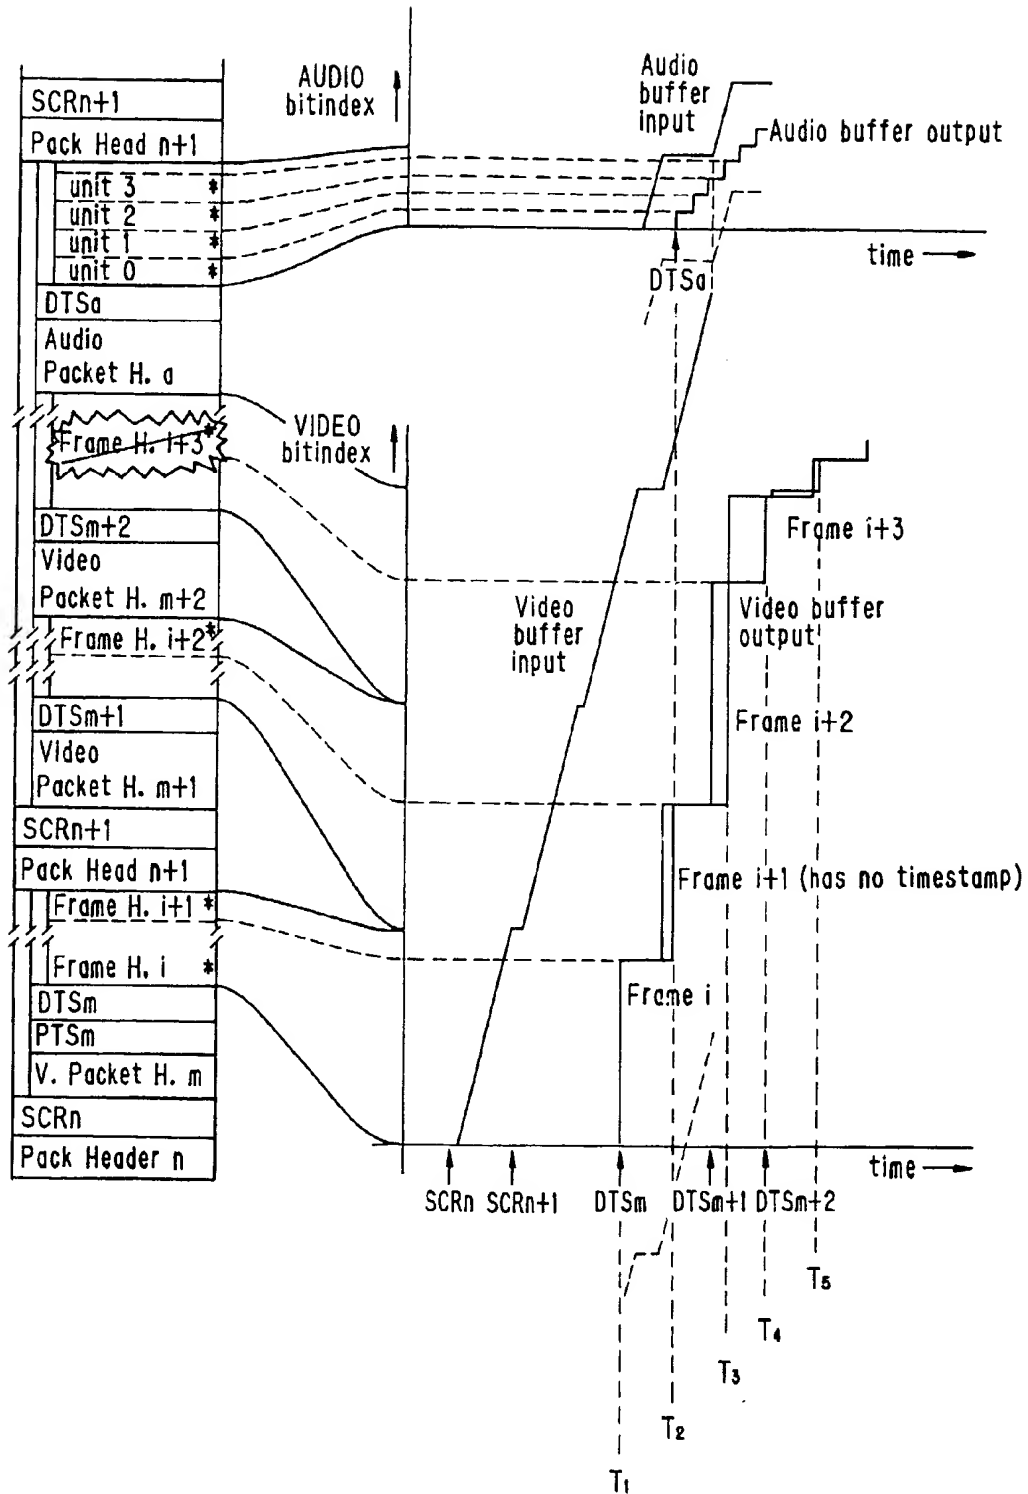 SCRn+1
Pack Head n+1
unit 3 *
unit 2 *
unit 1 *
unit 0 *
DTSa
Audio
Packet H. a
Frame H. i+3*
DTSm+2
Video
Packet H. m+2
Frame H. i+2*
DTSm+1
Video
Packet H. m+1
SCRn+1
Pack Head n+1
Frame H. i+1 *
Frame H. i *
DTSm
PTSm
V. Packet H. m
SCRn
Pack Header n
AUDIO
bitindex
Audio
buffer
input
Audio buffer output
time
DTSa
VIDEO
bitindex
Video
buffer
input
Frame i+3
Video buffer
output
Frame i+2
Frame i+1 (has no timestamp)
Frame i
time
SCRn
SCRn+1
DTSm
DTSm+1
DTSm+2
T5
T4
T3
T2
T1